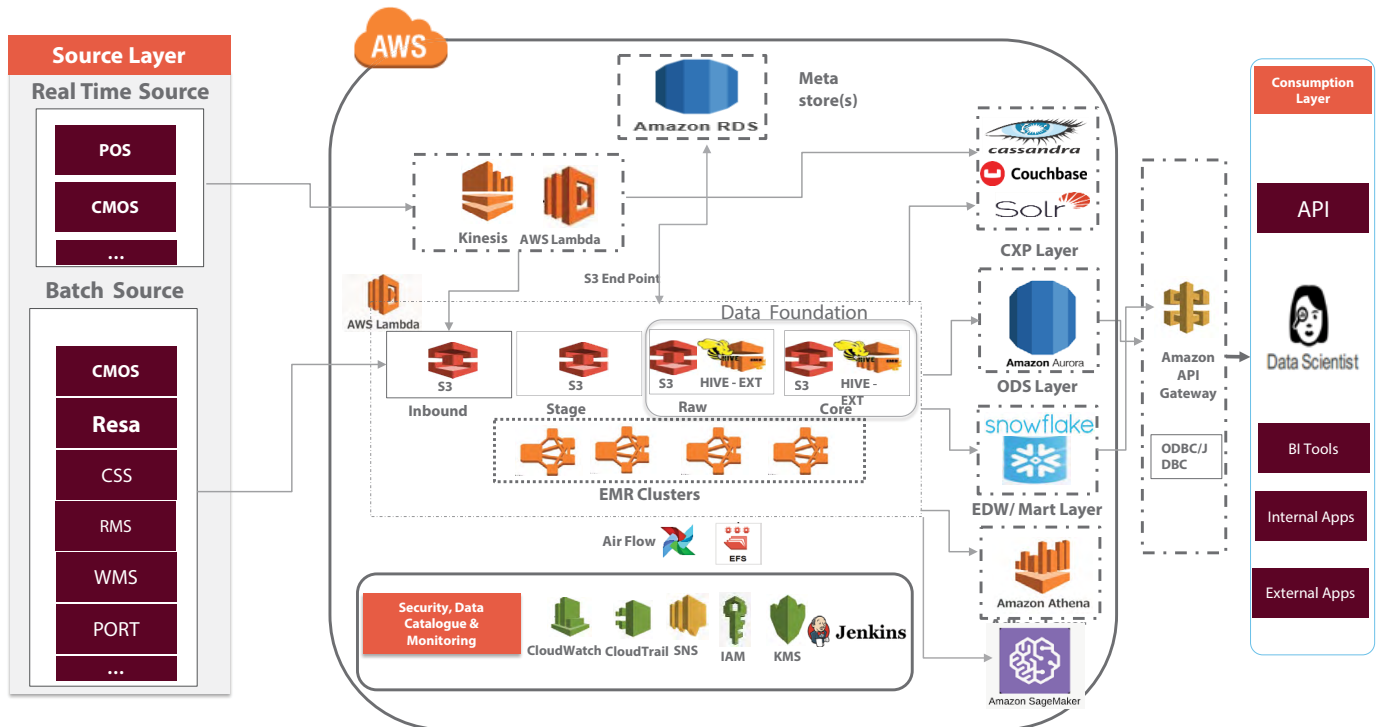 AWS
Source Layer
Real Time Source
POS
CMOS
...
Batch Source
CMOS
Resa
CSS
RMS
WMS
PORT
...
Amazon RDS
Meta
store(s)
Kinesis
AWS Lambda
S3 End Point
AWS Lambda
Data Foundation
S3
Inbound
S3
Stage
S3
HIVE
HIVE - EXT
Raw
S3
HIVE
HIVE -
EXT
Core
EMR Clusters
Air Flow
EFS
Security, Data
Catalogue &
Monitoring
CloudWatch
CloudTrail
SNS
IAM
KMS
Jenkins
cassandra
Couchbase
Solr
CXP Layer
Amazon Aurora
ODS Layer
snowflake
EDW/ Mart Layer
Amazon Athena
Amazon SageMaker
Amazon
API
Gateway
ODBC/J
DBC
Consumption
Layer
API
Data Scientist
BI Tools
Internal Apps
External Apps